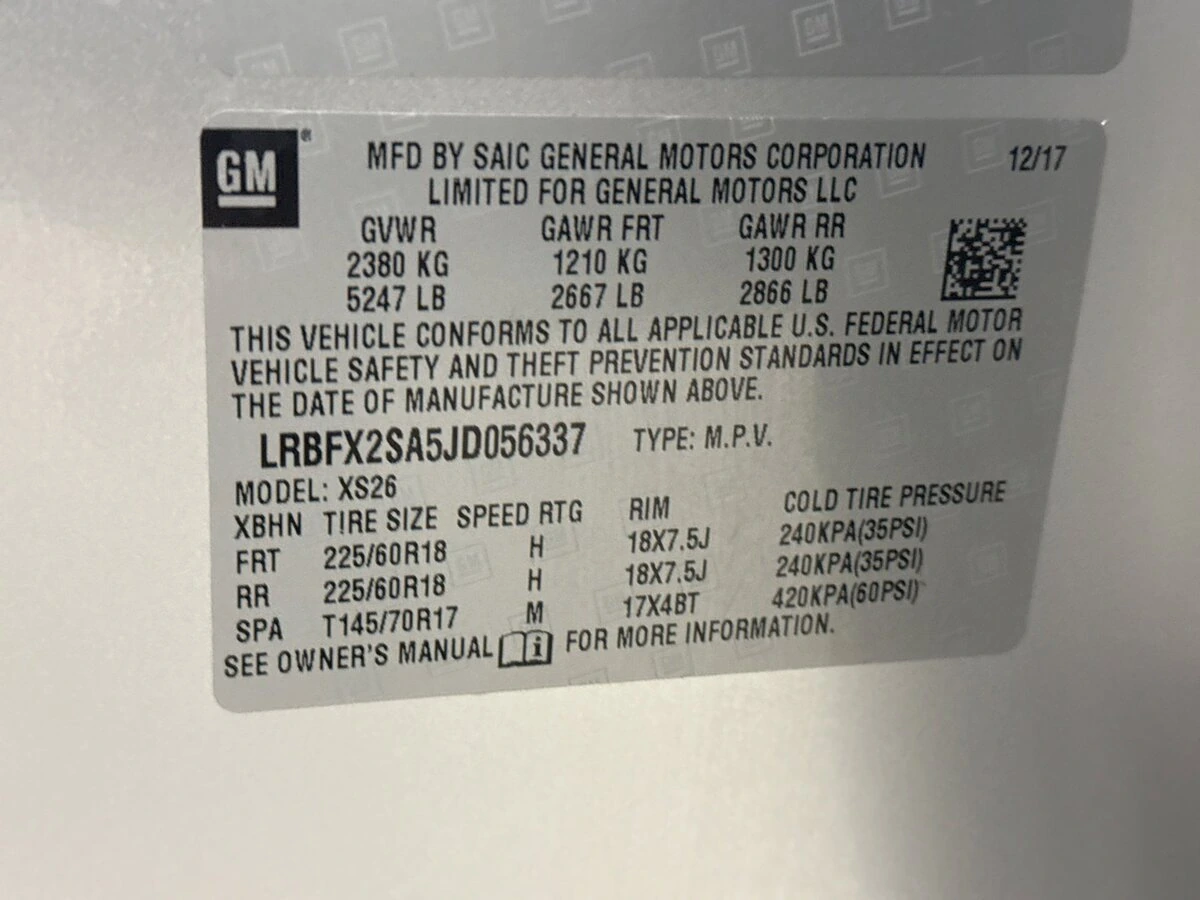 GM
MFD BY SAIC GENERAL MOTORS CORPORATION 12/17
LIMITED FOR GENERAL MOTORS LLC
GVWR GAWR FRT GAWR RR
2380 KG 1210 KG 1300 KG
5247 LB 2667 LB 2866 LB
THIS VEHICLE CONFORMS TO ALL APPLICABLE U.S. FEDERAL MOTOR
VEHICLE SAFETY AND THEFT PREVENTION STANDARDS IN EFFECT ON
THE DATE OF MANUFACTURE SHOWN ABOVE.
LRBFX2SA5JD056337 TYPE: M.P.V.
MODEL: XS26
XBHN TIRE SIZE SPEED RTG RIM COLD TIRE PRESSURE
FRT 225/60R18 H 18X7.5J 240KPA(35PSI)
RR 225/60R18 H 18X7.5J 240KPA(35PSI)
SPA T145/70R17 M 17X4BT 420KPA(60PSI)
SEE OWNER'S MANUAL i FOR MORE INFORMATION.